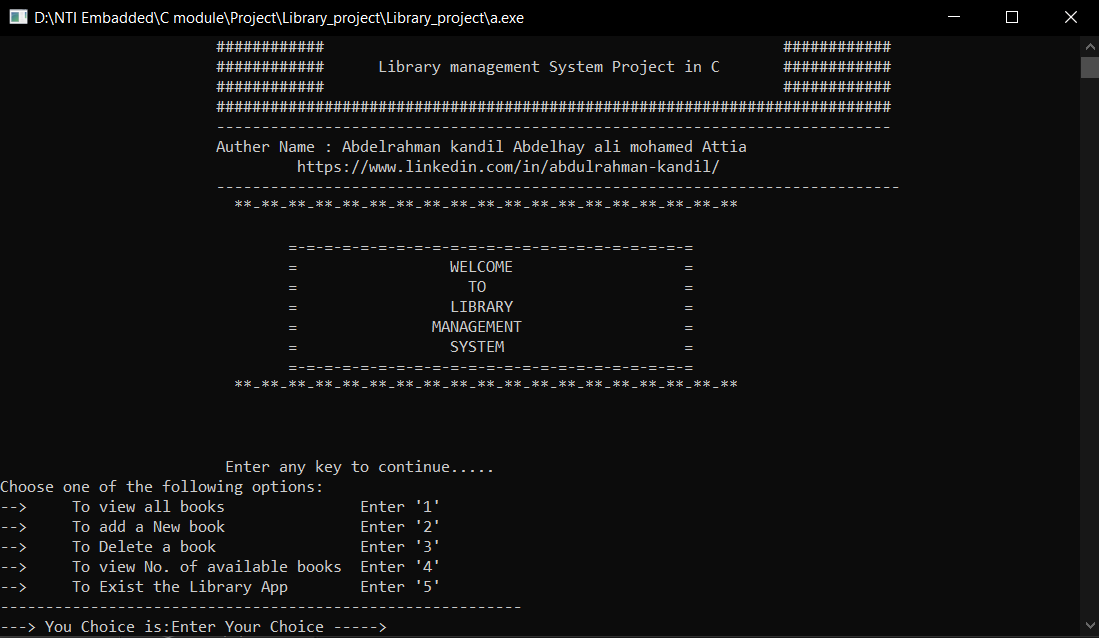 D:\NTI Embadded\C module\Project\Library_project\Library_project\a.exe
############ ############
############ Library management System Project in C ############
############ ############
###########################################################################
---------------------------------------------------------------------------
Auther Name : Abdelrahman kandil Abdelhay ali mohamed Attia
https://www.linkedin.com/in/abdulrahman-kandil/
----------------------------------------------------------------------------
**-**-**-**-**-**-**-**-**-**-**-**-**-**-**-**-**-**-**
=-=-=-=-=-=-=-=-=-=-=-=-=-=-=-=-=-=-=-=-=-=-=
= WELCOME =
= TO =
= LIBRARY =
= MANAGEMENT =
= SYSTEM =
=-=-=-=-=-=-=-=-=-=-=-=-=-=-=-=-=-=-=-=-=-=-=
**-**-**-**-**-**-**-**-**-**-**-**-**-**-**-**-**-**-**
Enter any key to continue.....
Choose one of the following options:
--> To view all books Enter '1'
--> To add a New book Enter '2'
--> To Delete a book Enter '3'
--> To view No. of available books Enter '4'
--> To Exist the Library App Enter '5'
----------------------------------------------------------
---> You Choice is:Enter Your Choice ----->